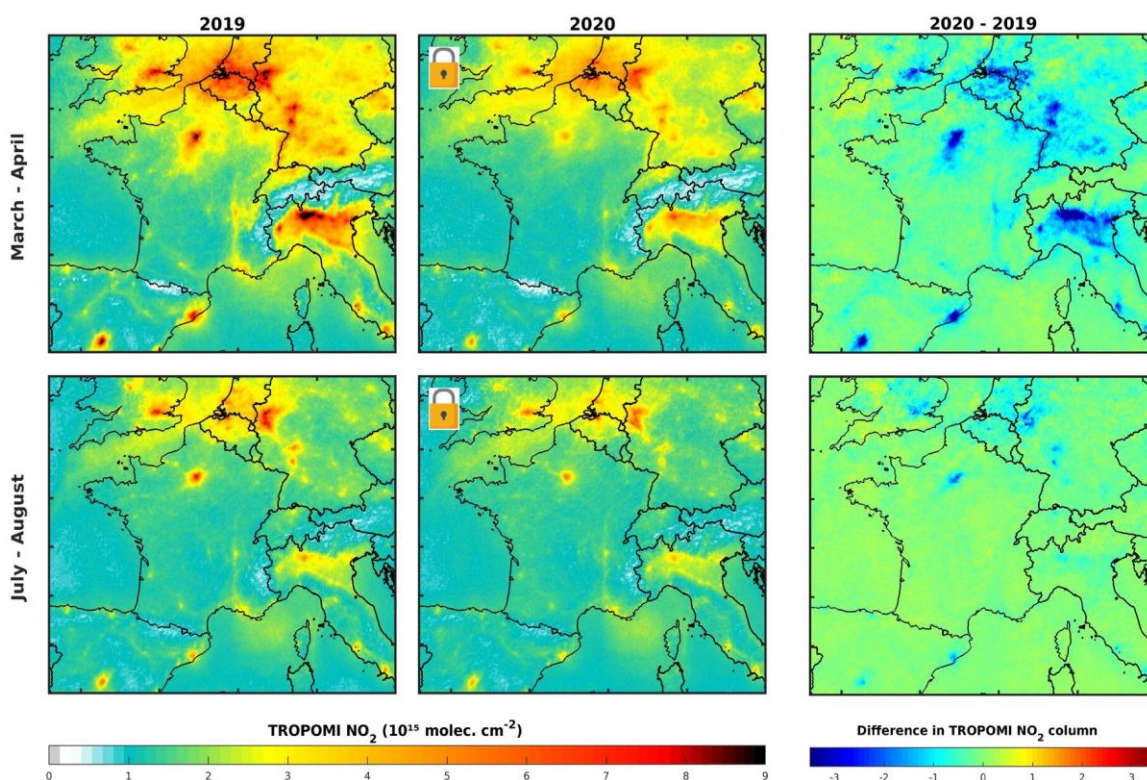 2019 2020 2020 - 2019
March - April
July - August
TROPOMI NO₂ (10¹⁵ molec. cm⁻²)
0 1 2 3 4 5 6 7 8 9
Difference in TROPOMI NO₂ column
-3 -2 -1 0 1 2 3